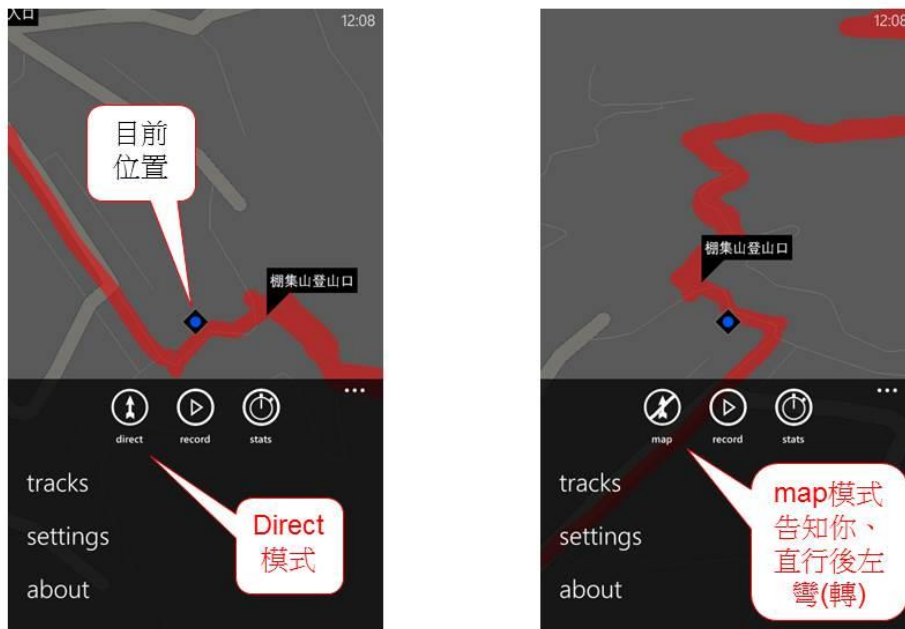 入口
12:08
目前
位置
棚集山登山口
direct
record
stats
Direct
模式
tracks
settings
about
12:08
棚集山登山口
map
record
stats
map模式
告知你、
直行後左
彎(轉)
tracks
settings
about